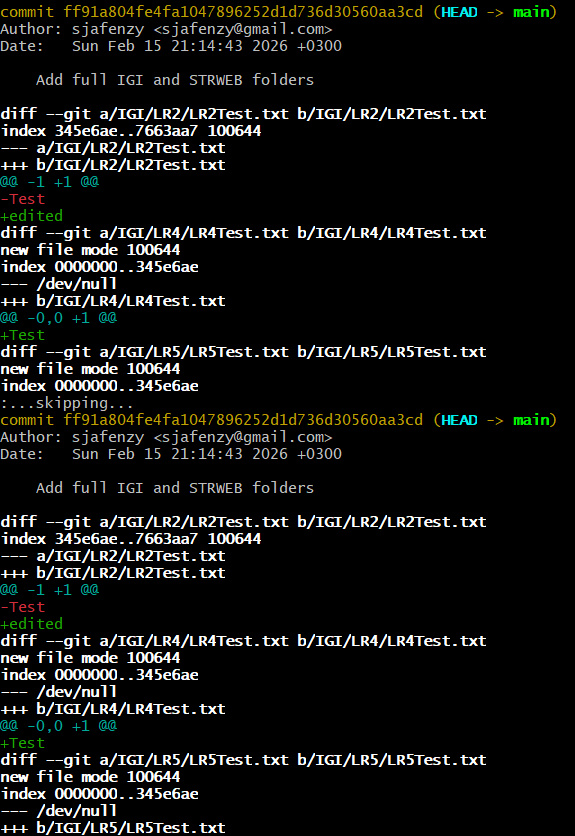 commit ff91a804fe4fa1047896252d1d736d30560aa3cd (HEAD -> main)
Author: sjafenzy <sjafenzy@gmail.com>
Date:   Sun Feb 15 21:14:43 2026 +0300
    Add full IGI and STRWEB folders
diff --git a/IGI/LR2/LR2Test.txt b/IGI/LR2/LR2Test.txt
index 345e6ae..7663aa7 100644
--- a/IGI/LR2/LR2Test.txt
+++ b/IGI/LR2/LR2Test.txt
@@ -1 +1 @@
-Test
+edited
diff --git a/IGI/LR4/LR4Test.txt b/IGI/LR4/LR4Test.txt
new file mode 100644
index 0000000..345e6ae
--- /dev/null
+++ b/IGI/LR4/LR4Test.txt
@@ -0,0 +1 @@
+Test
diff --git a/IGI/LR5/LR5Test.txt b/IGI/LR5/LR5Test.txt
new file mode 100644
index 0000000..345e6ae
:...skipping...
commit ff91a804fe4fa1047896252d1d736d30560aa3cd (HEAD -> main)
Author: sjafenzy <sjafenzy@gmail.com>
Date:   Sun Feb 15 21:14:43 2026 +0300
    Add full IGI and STRWEB folders
diff --git a/IGI/LR2/LR2Test.txt b/IGI/LR2/LR2Test.txt
index 345e6ae..7663aa7 100644
--- a/IGI/LR2/LR2Test.txt
+++ b/IGI/LR2/LR2Test.txt
@@ -1 +1 @@
-Test
+edited
diff --git a/IGI/LR4/LR4Test.txt b/IGI/LR4/LR4Test.txt
new file mode 100644
index 0000000..345e6ae
--- /dev/null
+++ b/IGI/LR4/LR4Test.txt
@@ -0,0 +1 @@
+Test
diff --git a/IGI/LR5/LR5Test.txt b/IGI/LR5/LR5Test.txt
new file mode 100644
index 0000000..345e6ae
--- /dev/null
+++ b/IGI/LR5/LR5Test.txt